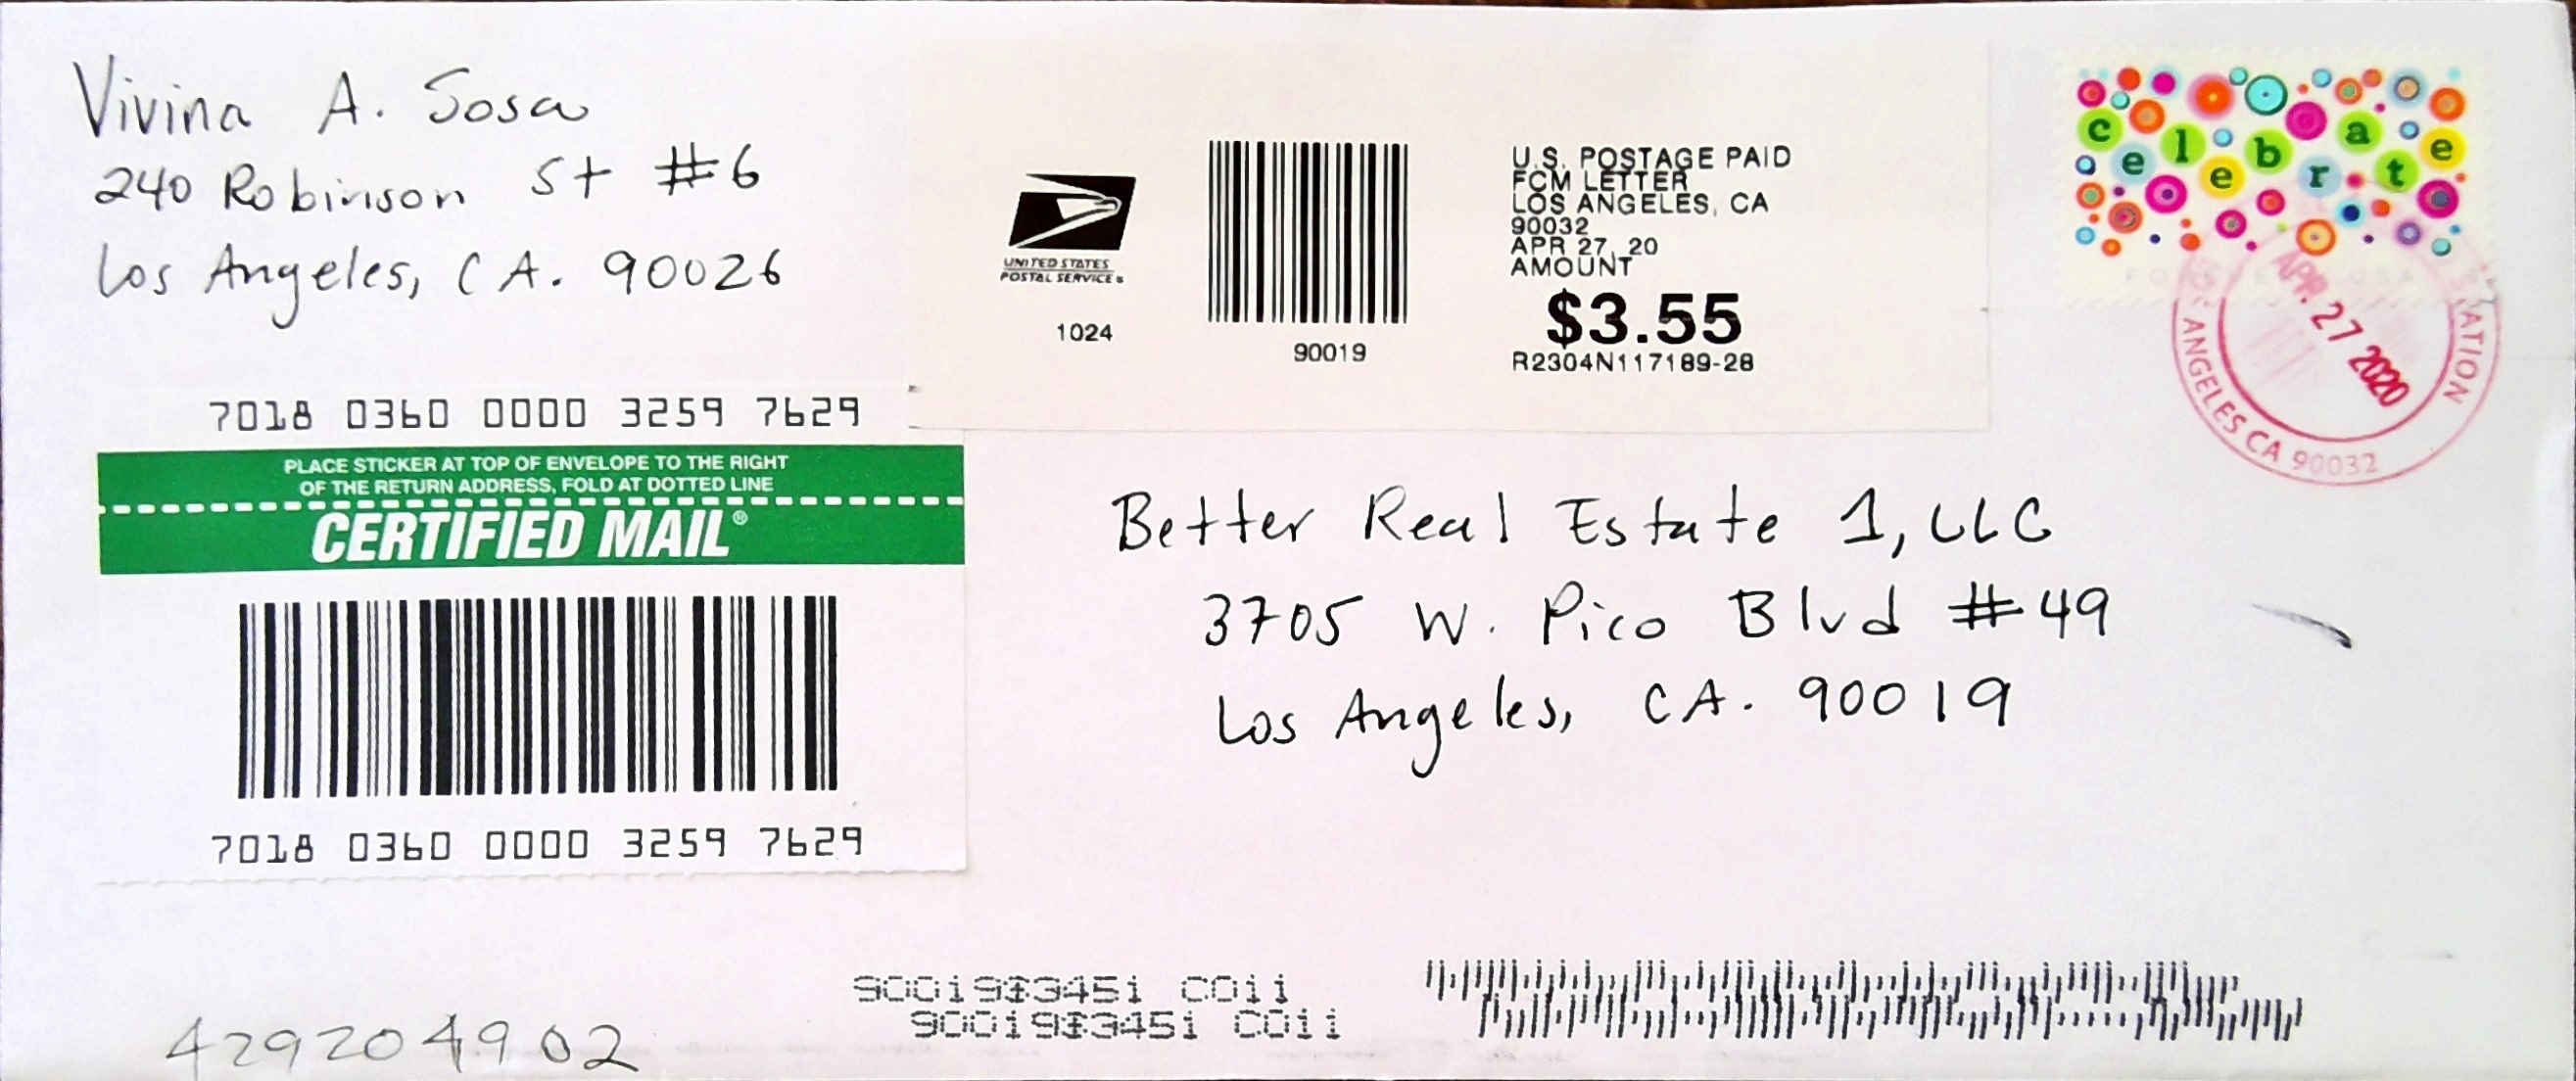 Vivina A. Sosa
240 Robinson St #6
Los Angeles, CA. 90026
UNITED STATES
POSTAL SERVICE®
1024
90019
U.S. POSTAGE PAID
FCM LETTER
LOS ANGELES, CA
90032
APR 27, 20
AMOUNT
$3.55
R2304N117189-28
celebrate
FOREVER USA
APR 27 2020
ANGELES CA 90032
7018 0360 0000 3259 7629
PLACE STICKER AT TOP OF ENVELOPE TO THE RIGHT
OF THE RETURN ADDRESS, FOLD AT DOTTED LINE
CERTIFIED MAIL®
7018 0360 0000 3259 7629
Better Real Estate 1, LLC
3705 W. Pico Blvd #49
Los Angeles, CA. 90019
C011
C011
429204902